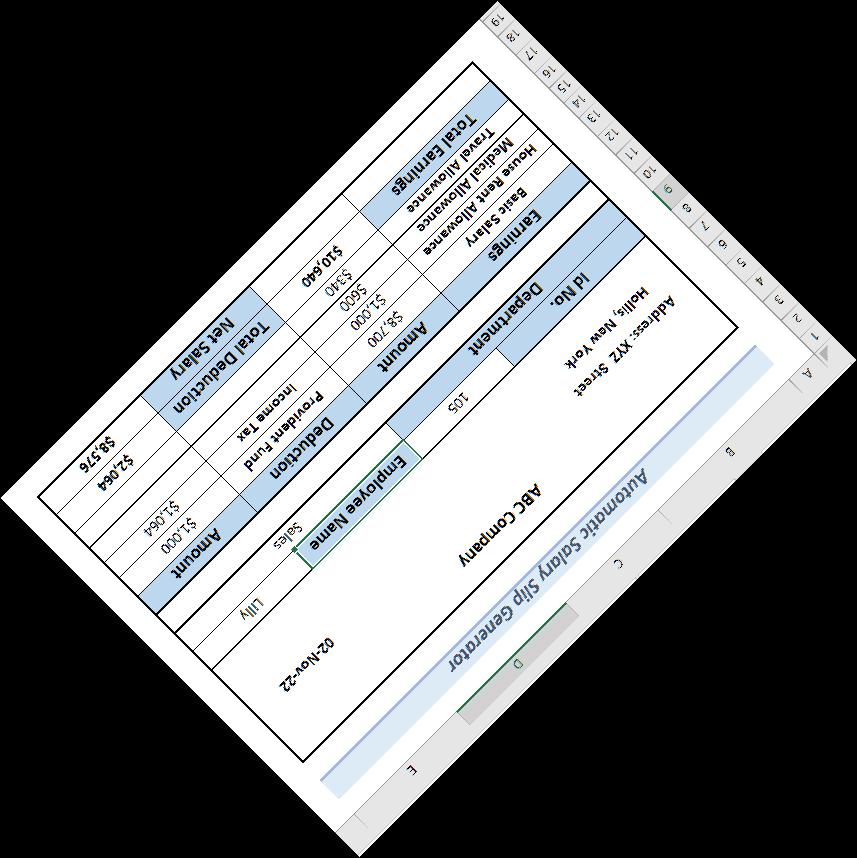 A B C D E
1
2
3
4
5
6
7
8
9
10
11
12
13
14
15
16
17
18
19
Automatic Salary Slip Generator
ABC Company
Address: XYZ Street 02-Nov-22
Hollis, New York
Id No. 105 Employee Name Lilly
Department Sales
Earnings Amount Deduction Amount
Basic Salary $8,700 Provident Fund $1,000
House Rent Allowance $1,000 Income Tax $1,064
Medical Allowance $600
Travel Allowance $340
Total Earnings $10,640 Total Deduction $2,064
Net Salary $8,576